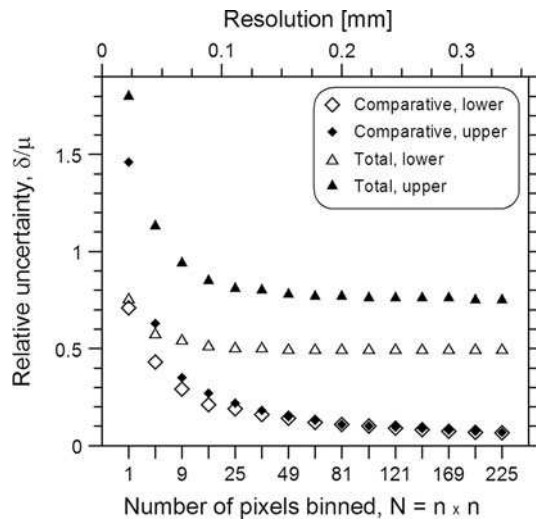 Resolution [mm]
0 0.1 0.2 0.3
Comparative, lower
Comparative, upper
Total, lower
Total, upper
Relative uncertainty, δ/μ
1.5
1
0.5
0
1 9 25 49 81 121 169 225
Number of pixels binned, N = n x n